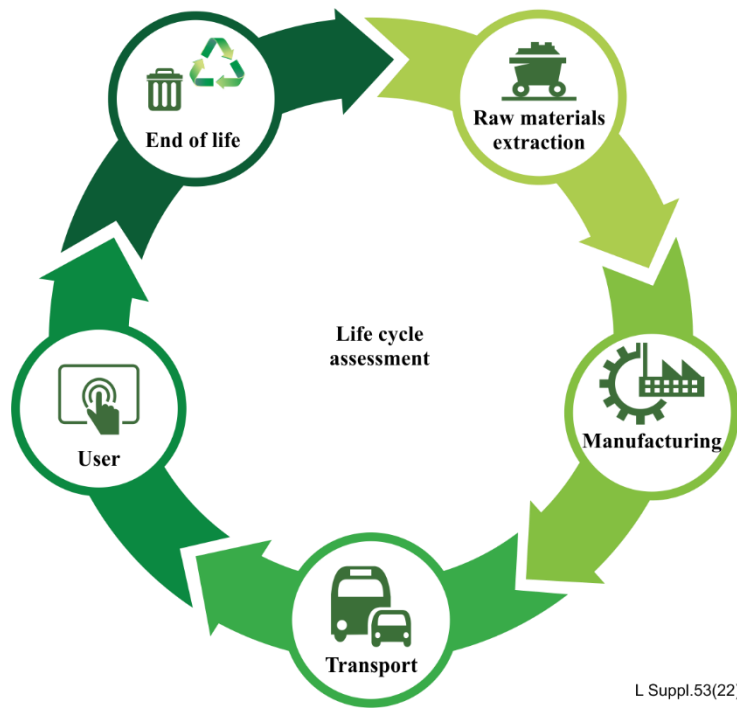 End of life
Raw materials
extraction
Life cycle
assessment
User
Manufacturing
Transport
L Suppl.53(22)